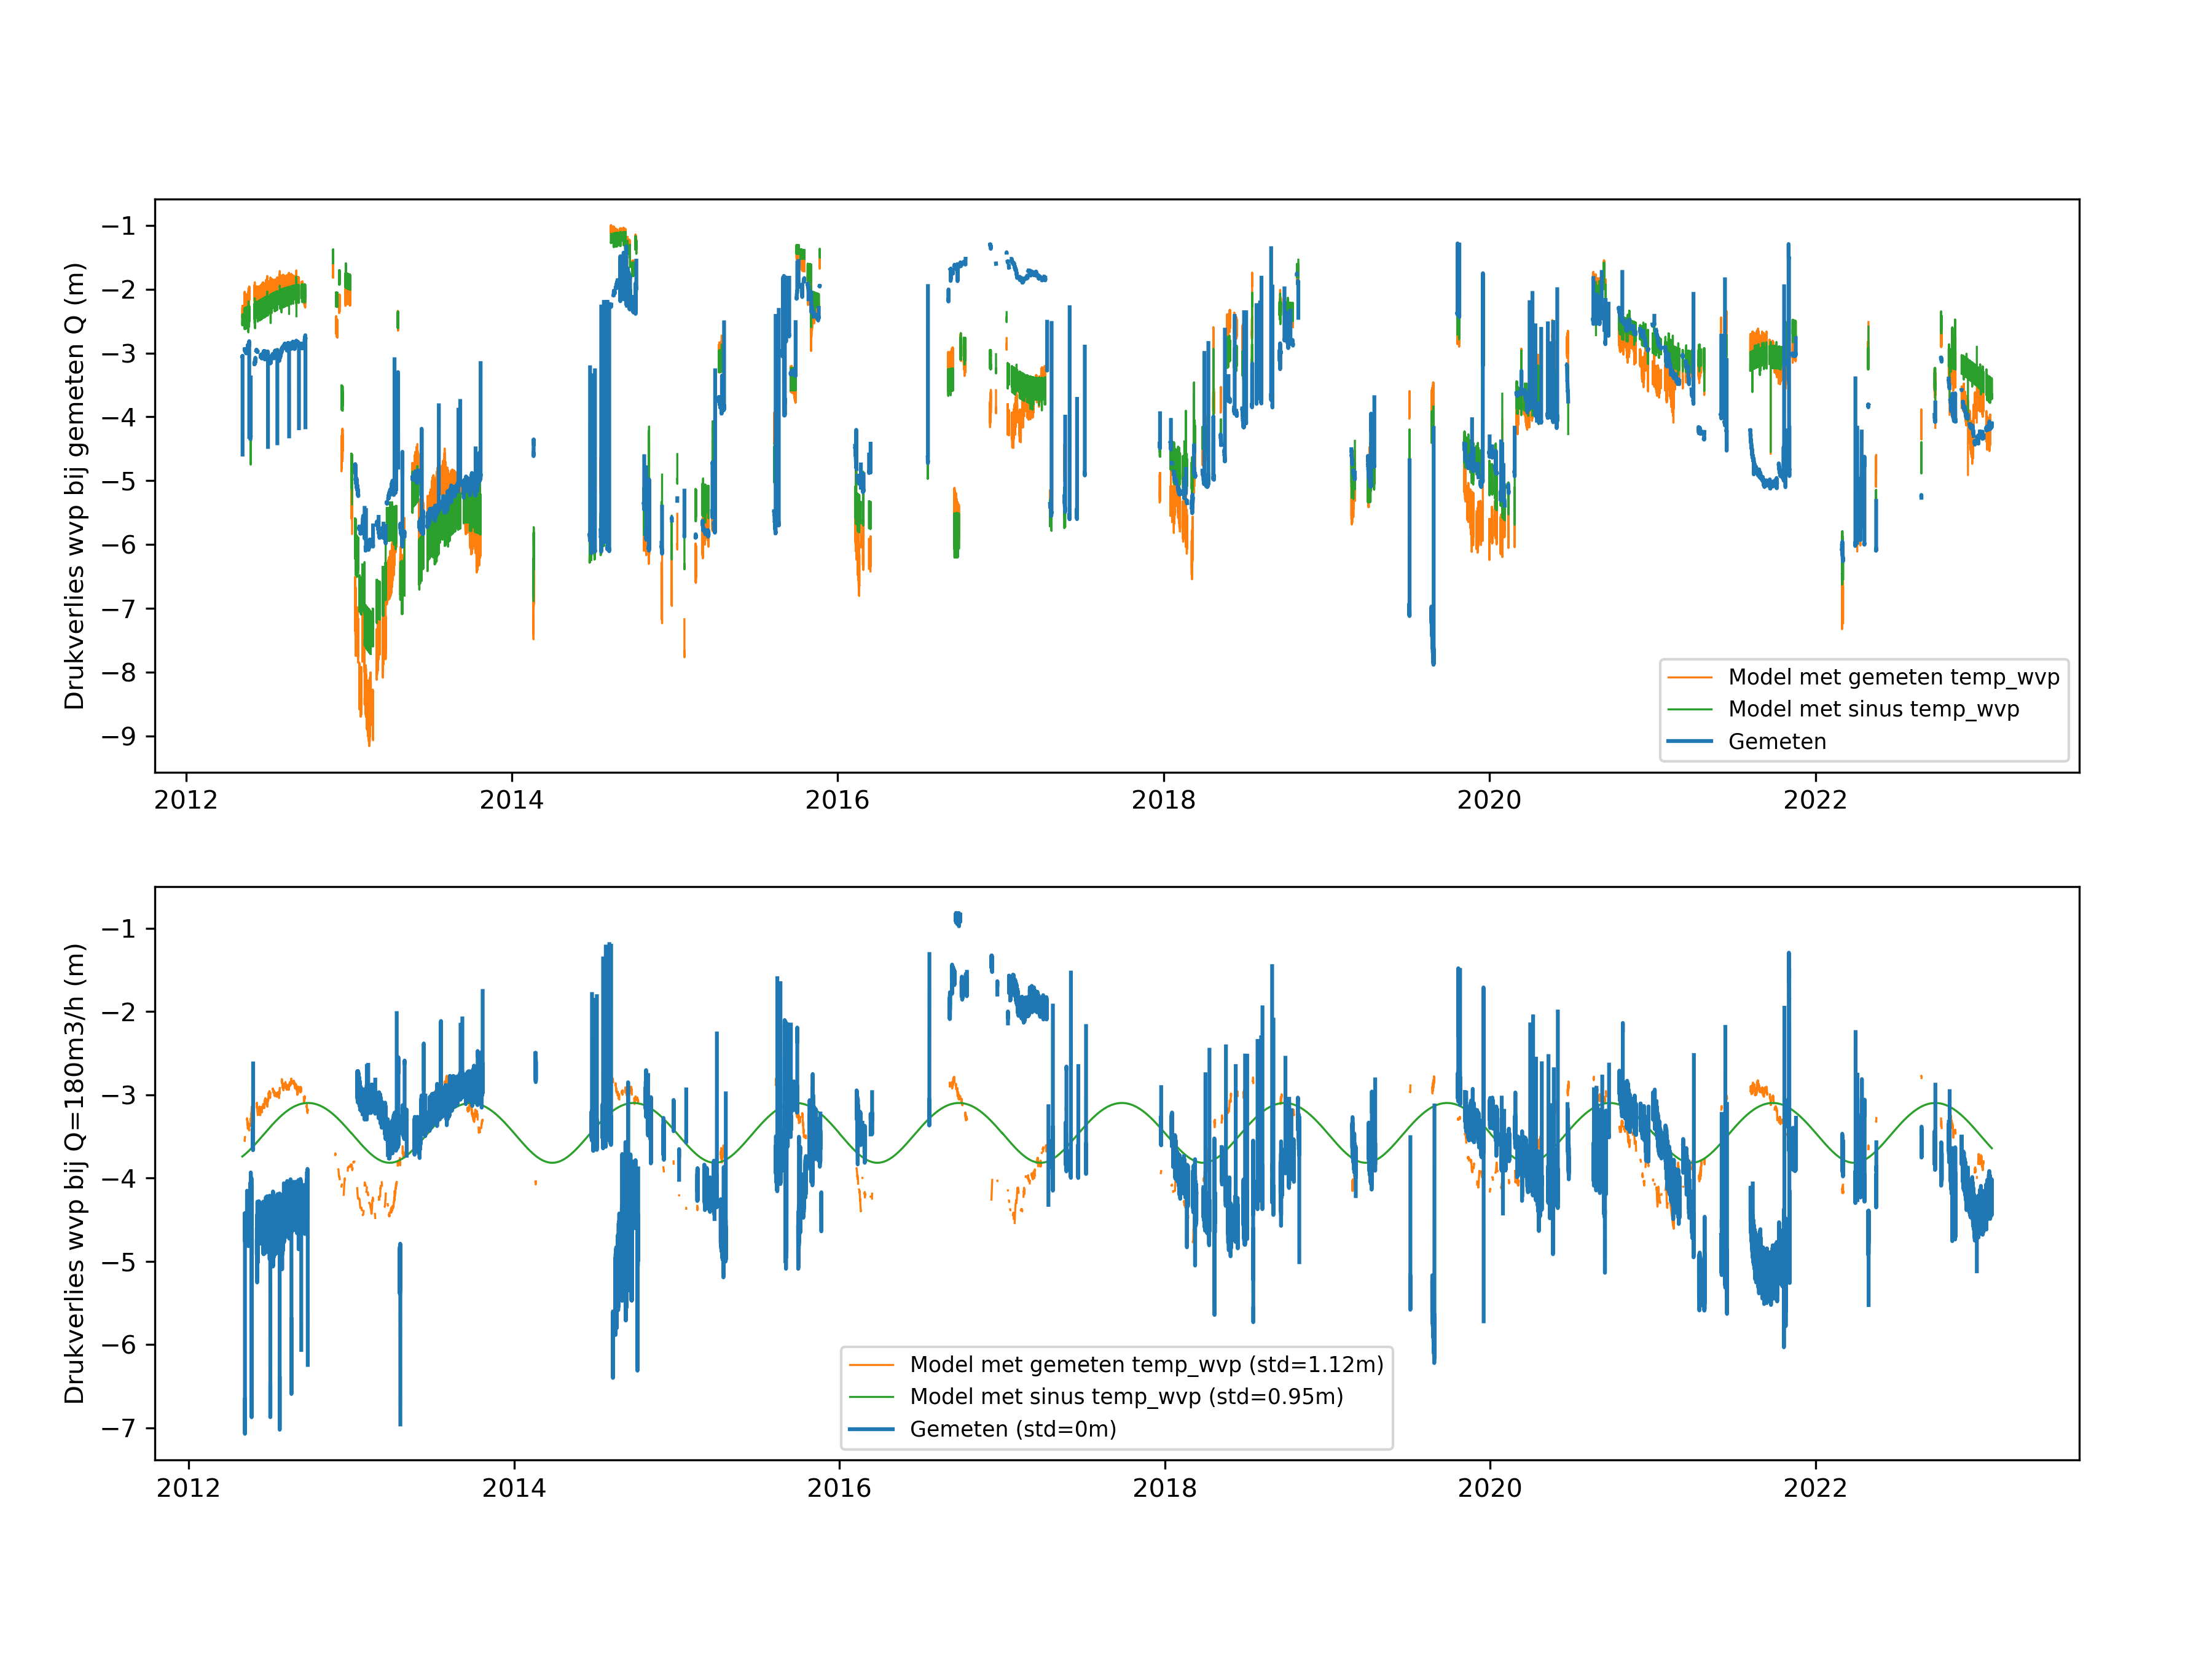 Drukverlies wvp bij gemeten Q (m)
−1
−2
−3
−4
−5
−6
−7
−8
−9
2012 2014 2016 2018 2020 2022
Model met gemeten temp_wvp
Model met sinus temp_wvp
Gemeten
Drukverlies wvp bij Q=180m3/h (m)
−1
−2
−3
−4
−5
−6
−7
2012 2014 2016 2018 2020 2022
Model met gemeten temp_wvp (std=1.12m)
Model met sinus temp_wvp (std=0.95m)
Gemeten (std=0m)